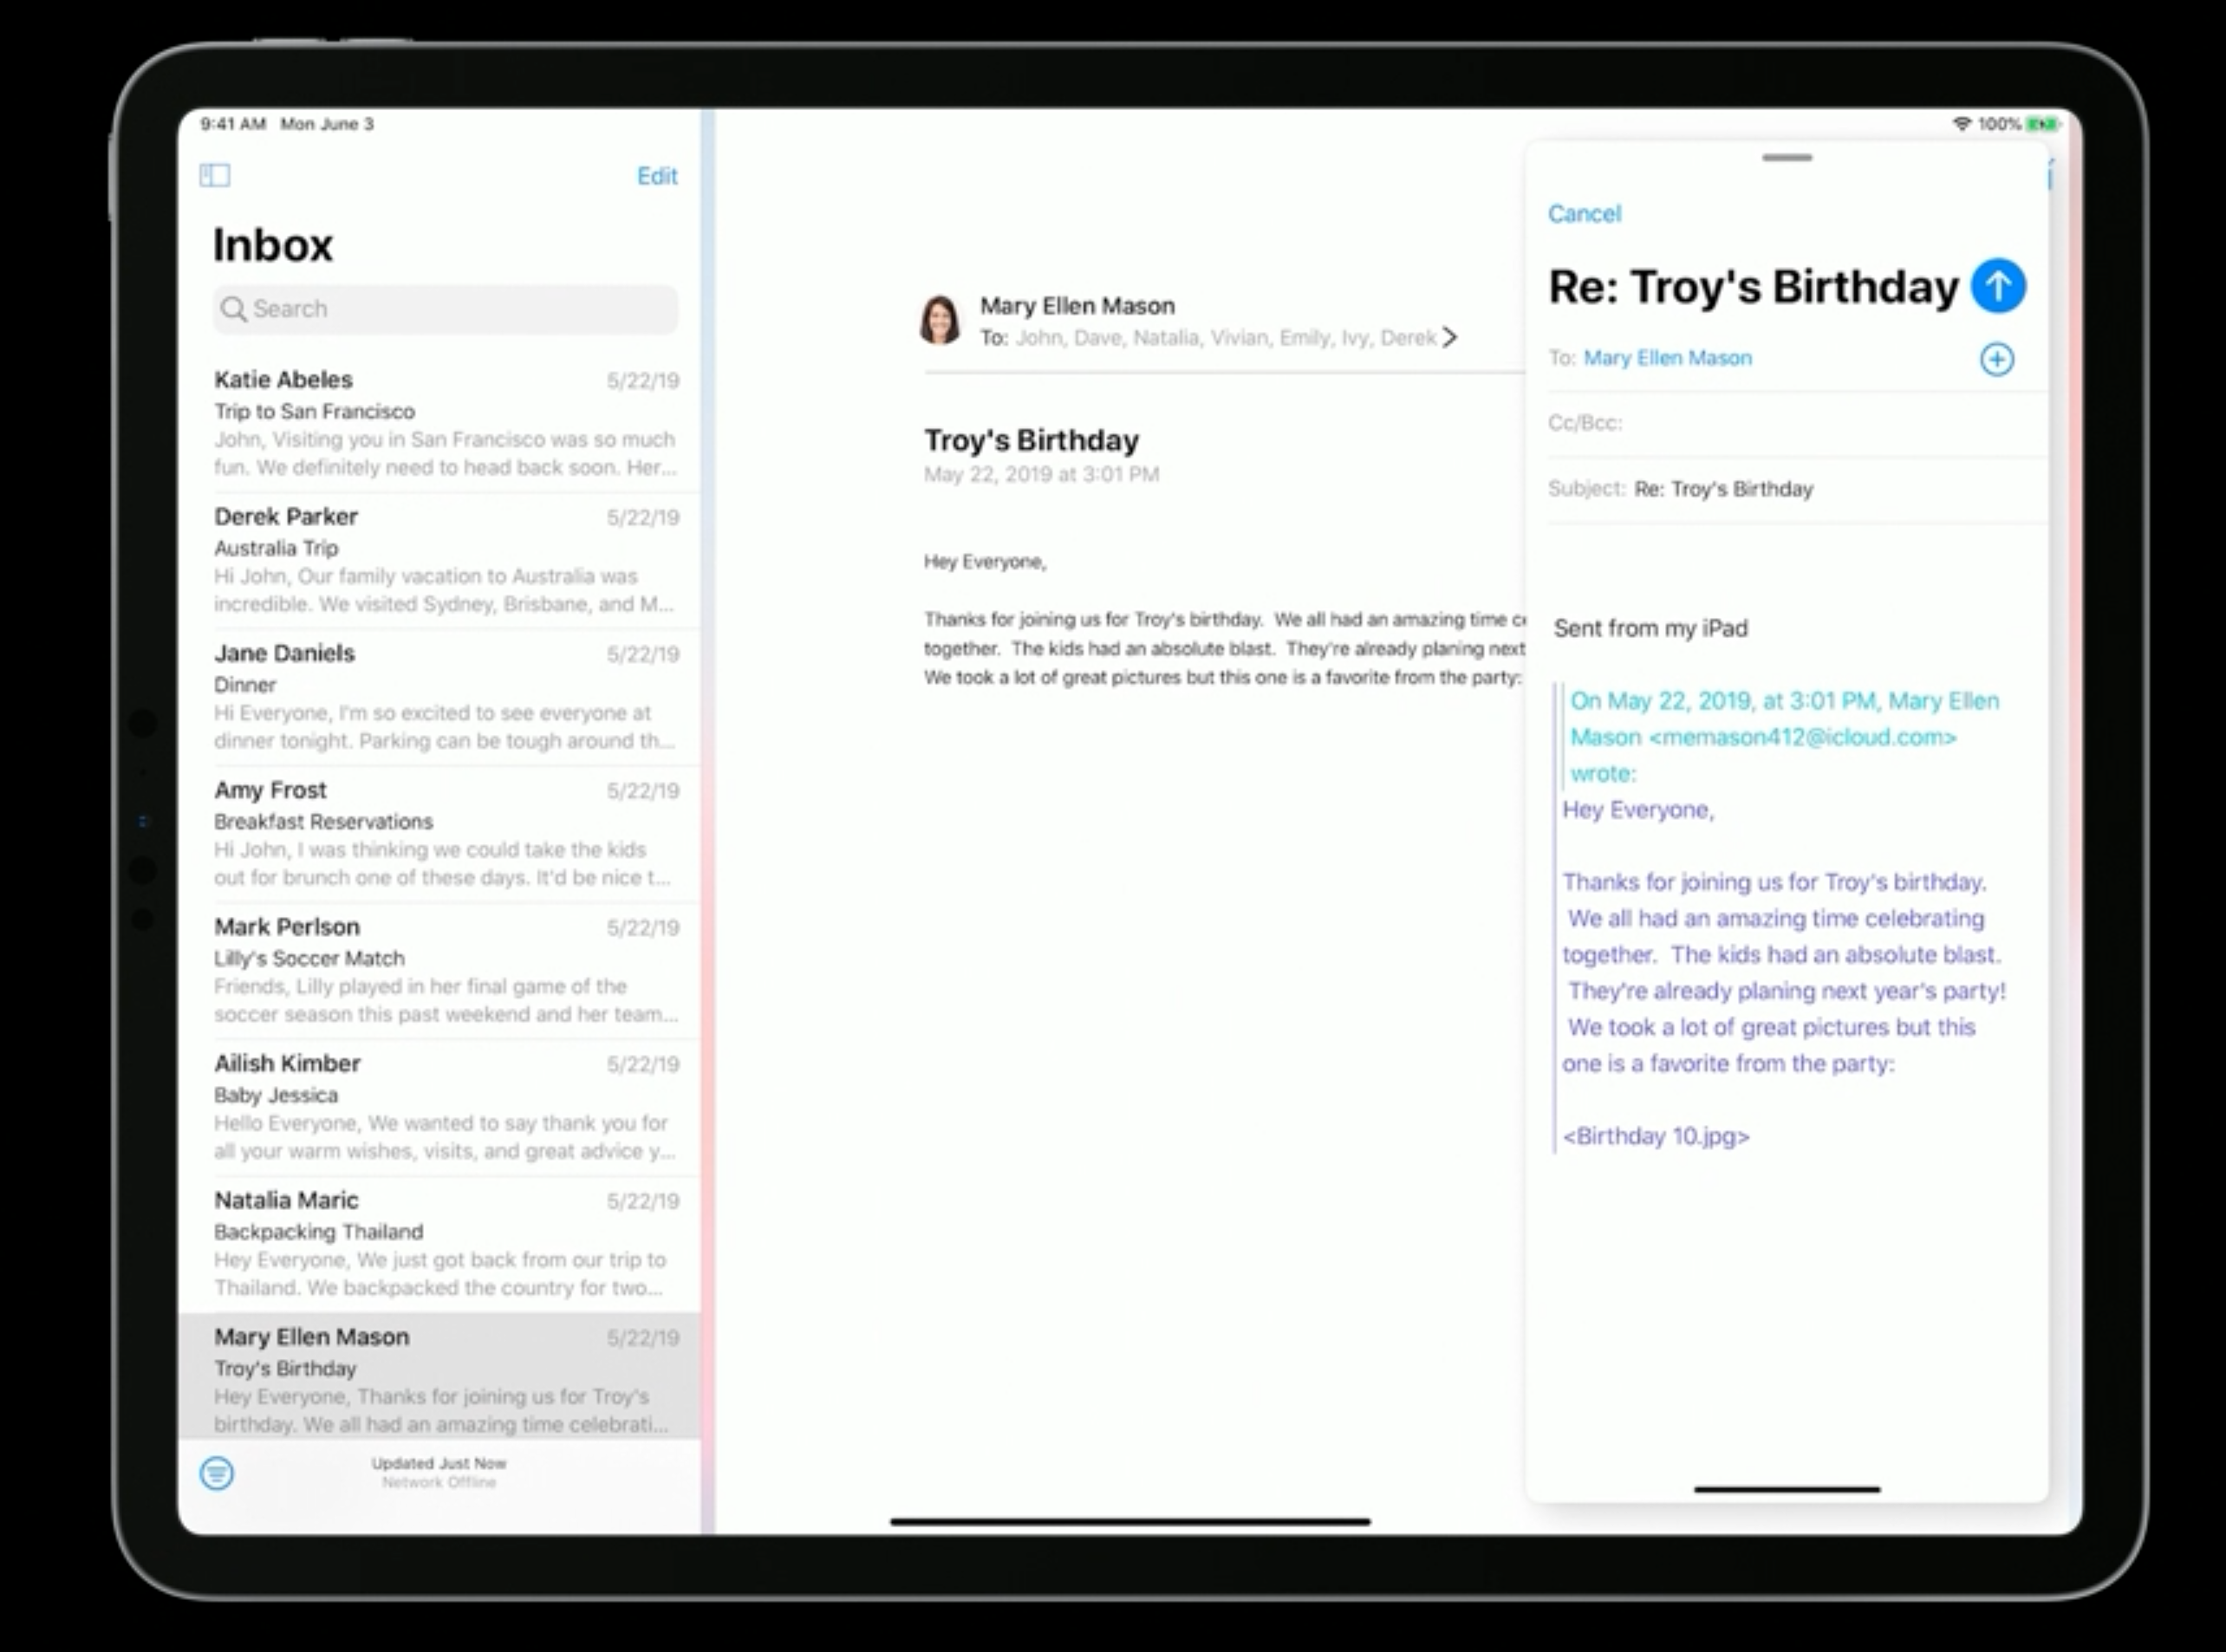 9:41 AM Mon June 3
100%
Edit
Inbox
Search
Katie Abeles 5/22/19
Trip to San Francisco
John, Visiting you in San Francisco was so much
fun. We definitely need to head back soon. Her...
Derek Parker 5/22/19
Australia Trip
Hi John, Our family vacation to Australia was
incredible. We visited Sydney, Brisbane, and M...
Jane Daniels 5/22/19
Dinner
Hi Everyone, I'm so excited to see everyone at
dinner tonight. Parking can be tough around th...
Amy Frost 5/22/19
Breakfast Reservations
Hi John, I was thinking we could take the kids
out for brunch one of these days. It'd be nice t...
Mark Perlson 5/22/19
Lilly's Soccer Match
Friends, Lilly played in her final game of the
soccer season this past weekend and her team...
Ailish Kimber 5/22/19
Baby Jessica
Hello Everyone, We wanted to say thank you for
all your warm wishes, visits, and great advice y...
Natalia Maric 5/22/19
Backpacking Thailand
Hey Everyone, We just got back from our trip to
Thailand. We backpacked the country for two...
Mary Ellen Mason 5/22/19
Troy's Birthday
Hey Everyone, Thanks for joining us for Troy's
birthday. We all had an amazing time celebrati...
Updated Just Now
Network Offline
Mary Ellen Mason
To: John, Dave, Natalia, Vivian, Emily, Ivy, Derek
Troy's Birthday
May 22, 2019 at 3:01 PM
Hey Everyone,
Thanks for joining us for Troy's birthday. We all had an amazing time ce
together. The kids had an absolute blast. They're already planing next
We took a lot of great pictures but this one is a favorite from the party:
Cancel
Re: Troy's Birthday
To: Mary Ellen Mason
Cc/Bcc:
Subject: Re: Troy's Birthday
Sent from my iPad
On May 22, 2019, at 3:01 PM, Mary Ellen
Mason <memason412@icloud.com>
wrote:
Hey Everyone,
Thanks for joining us for Troy's birthday.
We all had an amazing time celebrating
together. The kids had an absolute blast.
They're already planing next year's party!
We took a lot of great pictures but this
one is a favorite from the party:
<Birthday 10.jpg>